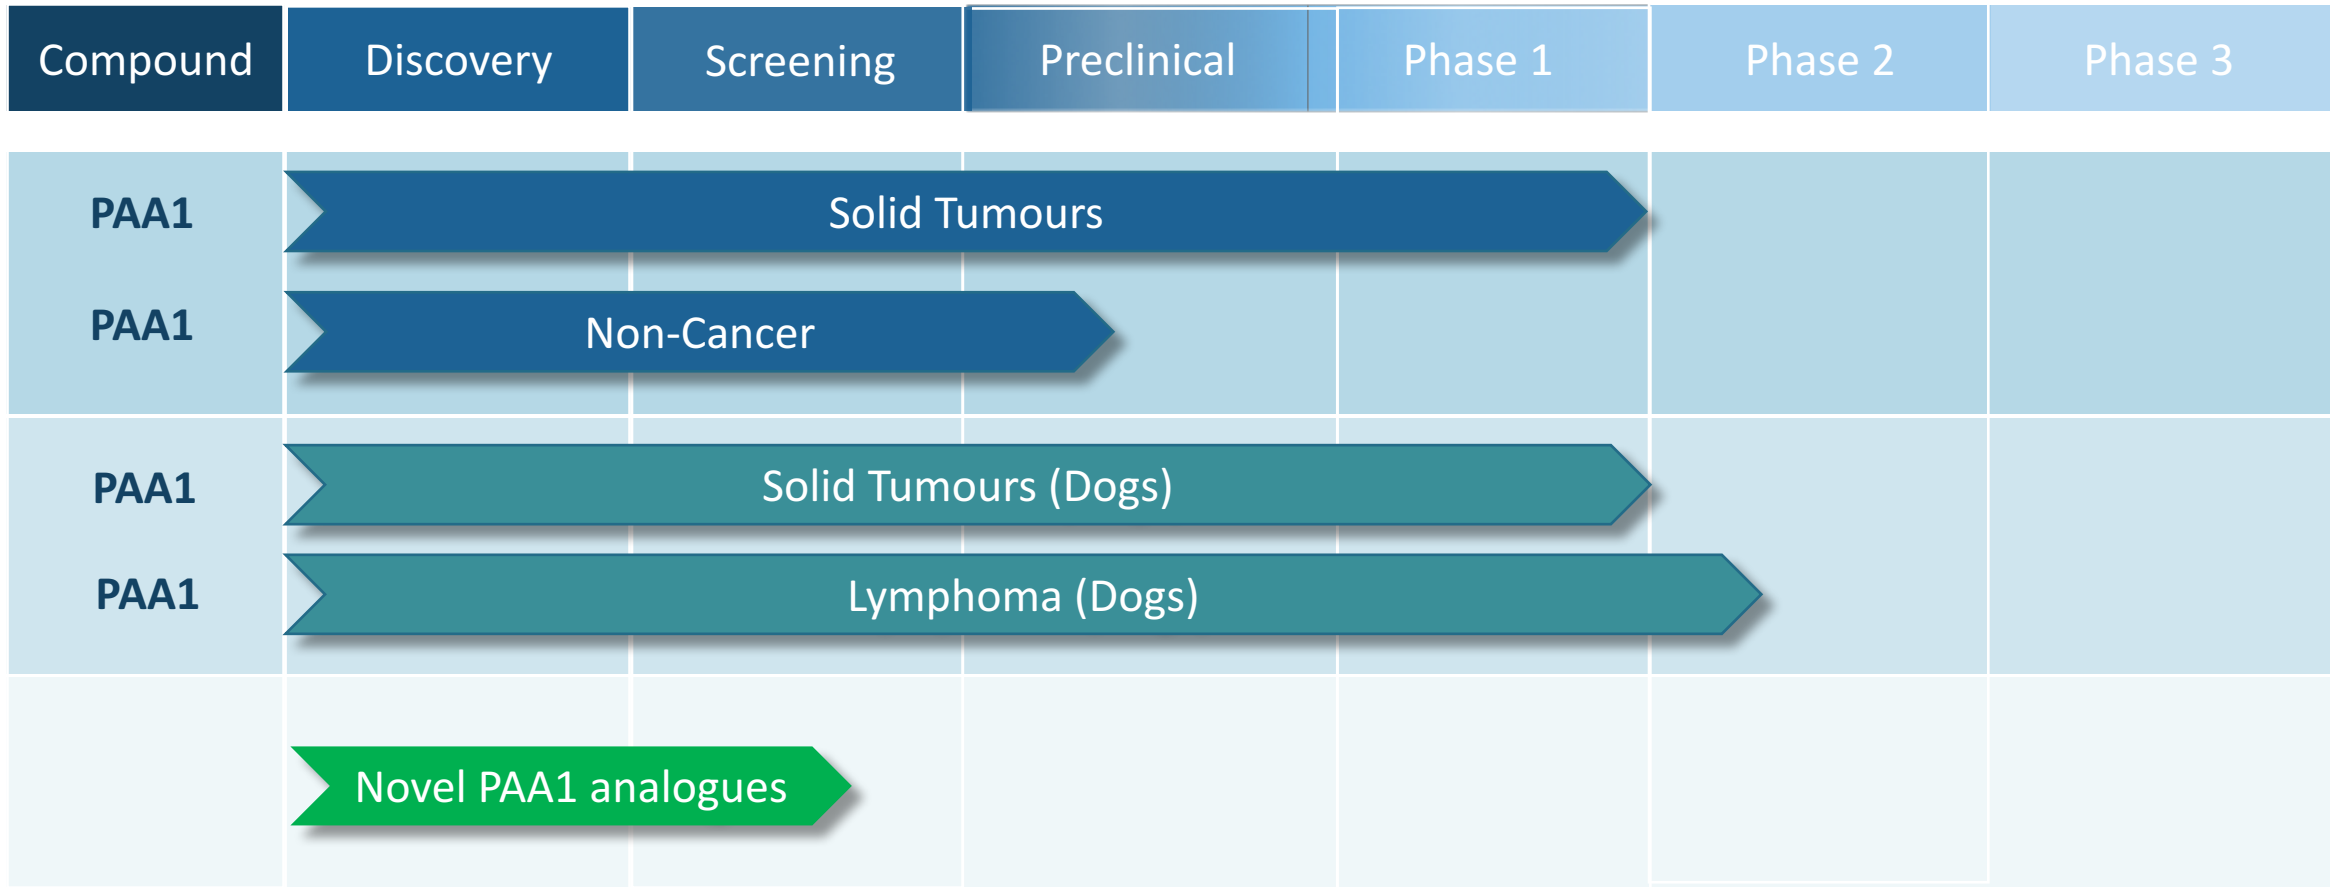 Compound Discovery Screening Preclinical Phase 1 Phase 2 Phase 3
PAA1 Solid Tumours
PAA1 Non-Cancer
PAA1 Solid Tumours (Dogs)
PAA1 Lymphoma (Dogs)
Novel PAA1 analogues